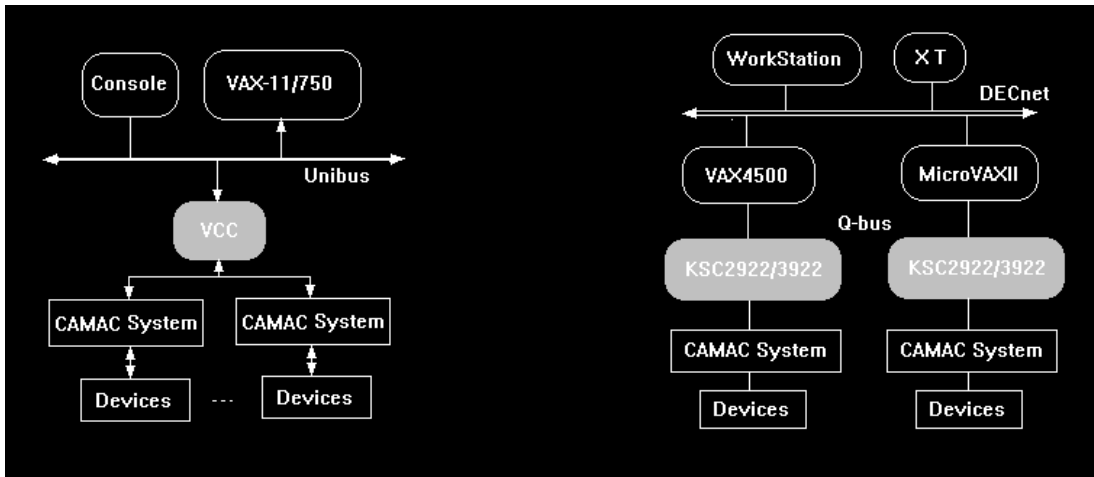 Console
VAX-11/750
Unibus
VCC
CAMAC System
CAMAC System
Devices
---
Devices
WorkStation
XT
DECnet
VAX4500
MicroVAXII
Q-bus
KSC2922/3922
KSC2922/3922
CAMAC System
CAMAC System
Devices
Devices